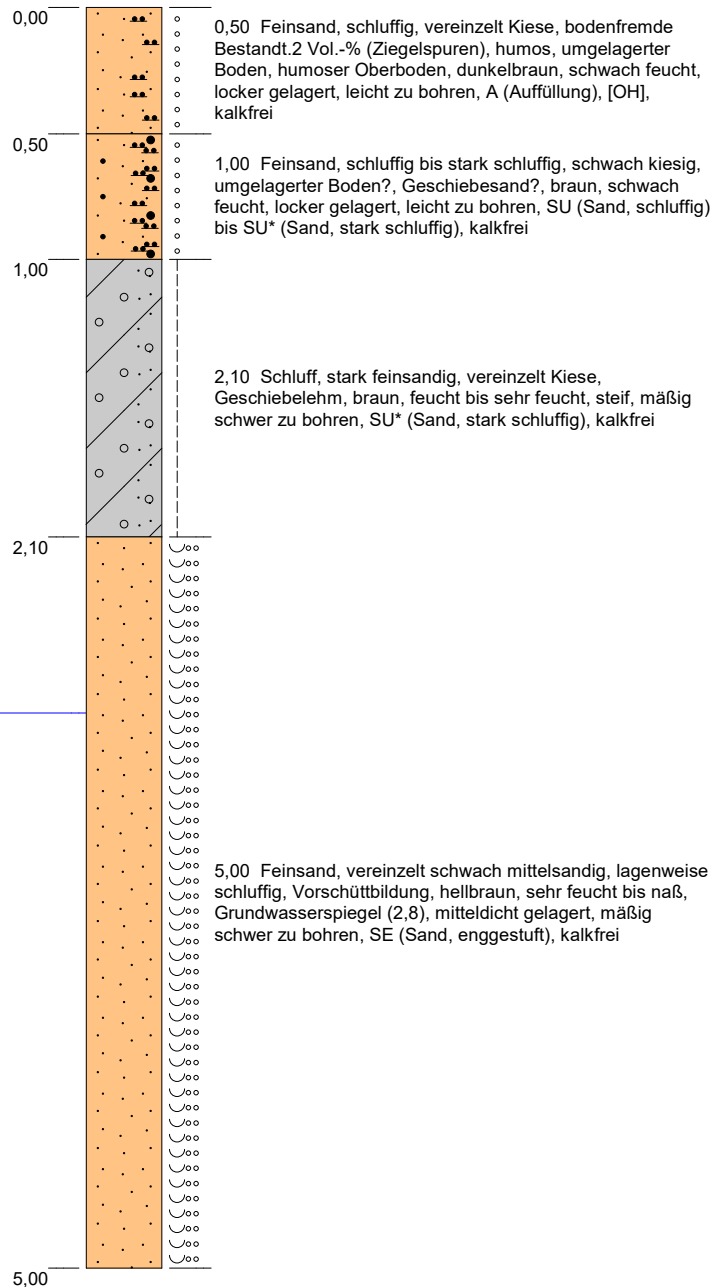 0,00
0,50 Feinsand, schluffig, vereinzelt Kiese, bodenfremde
Bestandt.2 Vol.-% (Ziegelspuren), humos, umgelagerter
Boden, humoser Oberboden, dunkelbraun, schwach feucht,
locker gelagert, leicht zu bohren, A (Auffüllung), [OH],
kalkfrei
0,50
1,00 Feinsand, schluffig bis stark schluffig, schwach kiesig,
umgelagerter Boden?, Geschiebesand?, braun, schwach
feucht, locker gelagert, leicht zu bohren, SU (Sand, schluffig)
bis SU* (Sand, stark schluffig), kalkfrei
1,00
2,10 Schluff, stark feinsandig, vereinzelt Kiese,
Geschiebelehm, braun, feucht bis sehr feucht, steif, mäßig
schwer zu bohren, SU* (Sand, stark schluffig), kalkfrei
2,10
5,00 Feinsand, vereinzelt schwach mittelsandig, lagenweise
schluffig, Vorschüttbildung, hellbraun, sehr feucht bis naß,
Grundwasserspiegel (2,8), mitteldicht gelagert, mäßig
schwer zu bohren, SE (Sand, enggestuft), kalkfrei
5,00